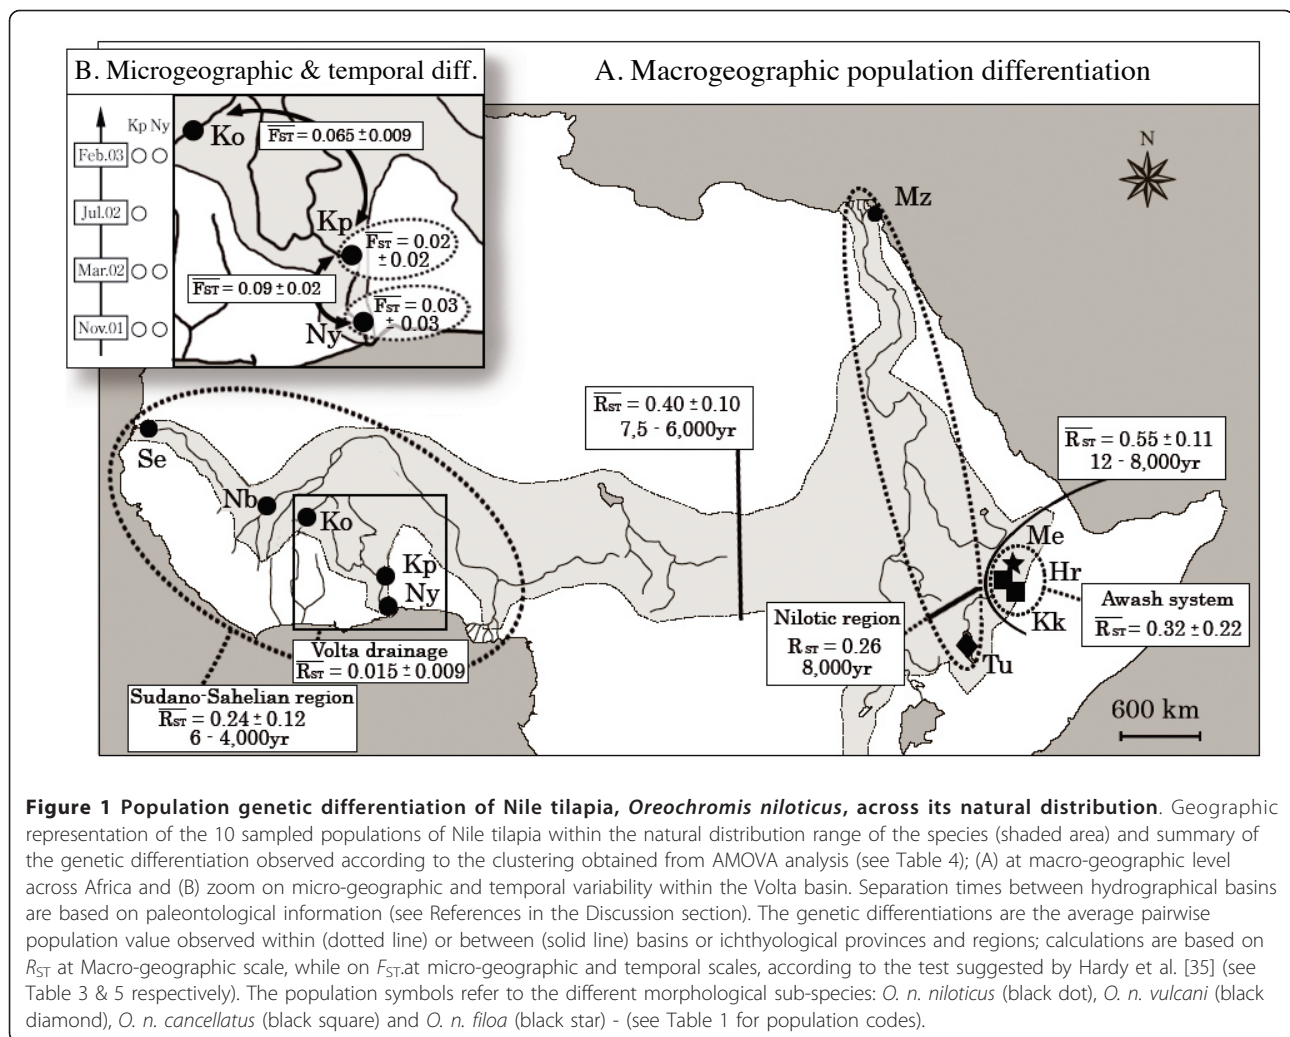 B. Microgeographic & temporal diff.
A. Macrogeographic population differentiation
Kp Ny
Feb.03
Jul.02
Mar.02
Nov.01
Ko
FST = 0.065 ± 0.009
Kp
FST = 0.02
± 0.02
FST = 0.09 ± 0.02
FST = 0.03
± 0.03
Ny
N
Mz
RST = 0.40 ± 0.10
7,5 - 6,000yr
RST = 0.55 ± 0.11
12 - 8,000yr
Se
Nb
Ko
Kp
Ny
Me
Hr
Kk
Tu
Awash system
RST = 0.32 ± 0.22
Nilotic region
RST = 0.26
8,000yr
Volta drainage
RST = 0.015 ± 0.009
Sudano-Sahelian region
RST = 0.24 ± 0.12
6 - 4,000yr
600 km
Figure 1 Population genetic differentiation of Nile tilapia, Oreochromis niloticus, across its natural distribution. Geographic
representation of the 10 sampled populations of Nile tilapia within the natural distribution range of the species (shaded area) and summary of
the genetic differentiation observed according to the clustering obtained from AMOVA analysis (see Table 4); (A) at macro-geographic level
across Africa and (B) zoom on micro-geographic and temporal variability within the Volta basin. Separation times between hydrographical basins
are based on paleontological information (see References in the Discussion section). The genetic differentiations are the average pairwise
population value observed within (dotted line) or between (solid line) basins or ichthyological provinces and regions; calculations are based on
RST at Macro-geographic scale, while on FST.at micro-geographic and temporal scales, according to the test suggested by Hardy et al. [35] (see
Table 3 & 5 respectively). The population symbols refer to the different morphological sub-species: O. n. niloticus (black dot), O. n. vulcani (black
diamond), O. n. cancellatus (black square) and O. n. filoa (black star) - (see Table 1 for population codes).